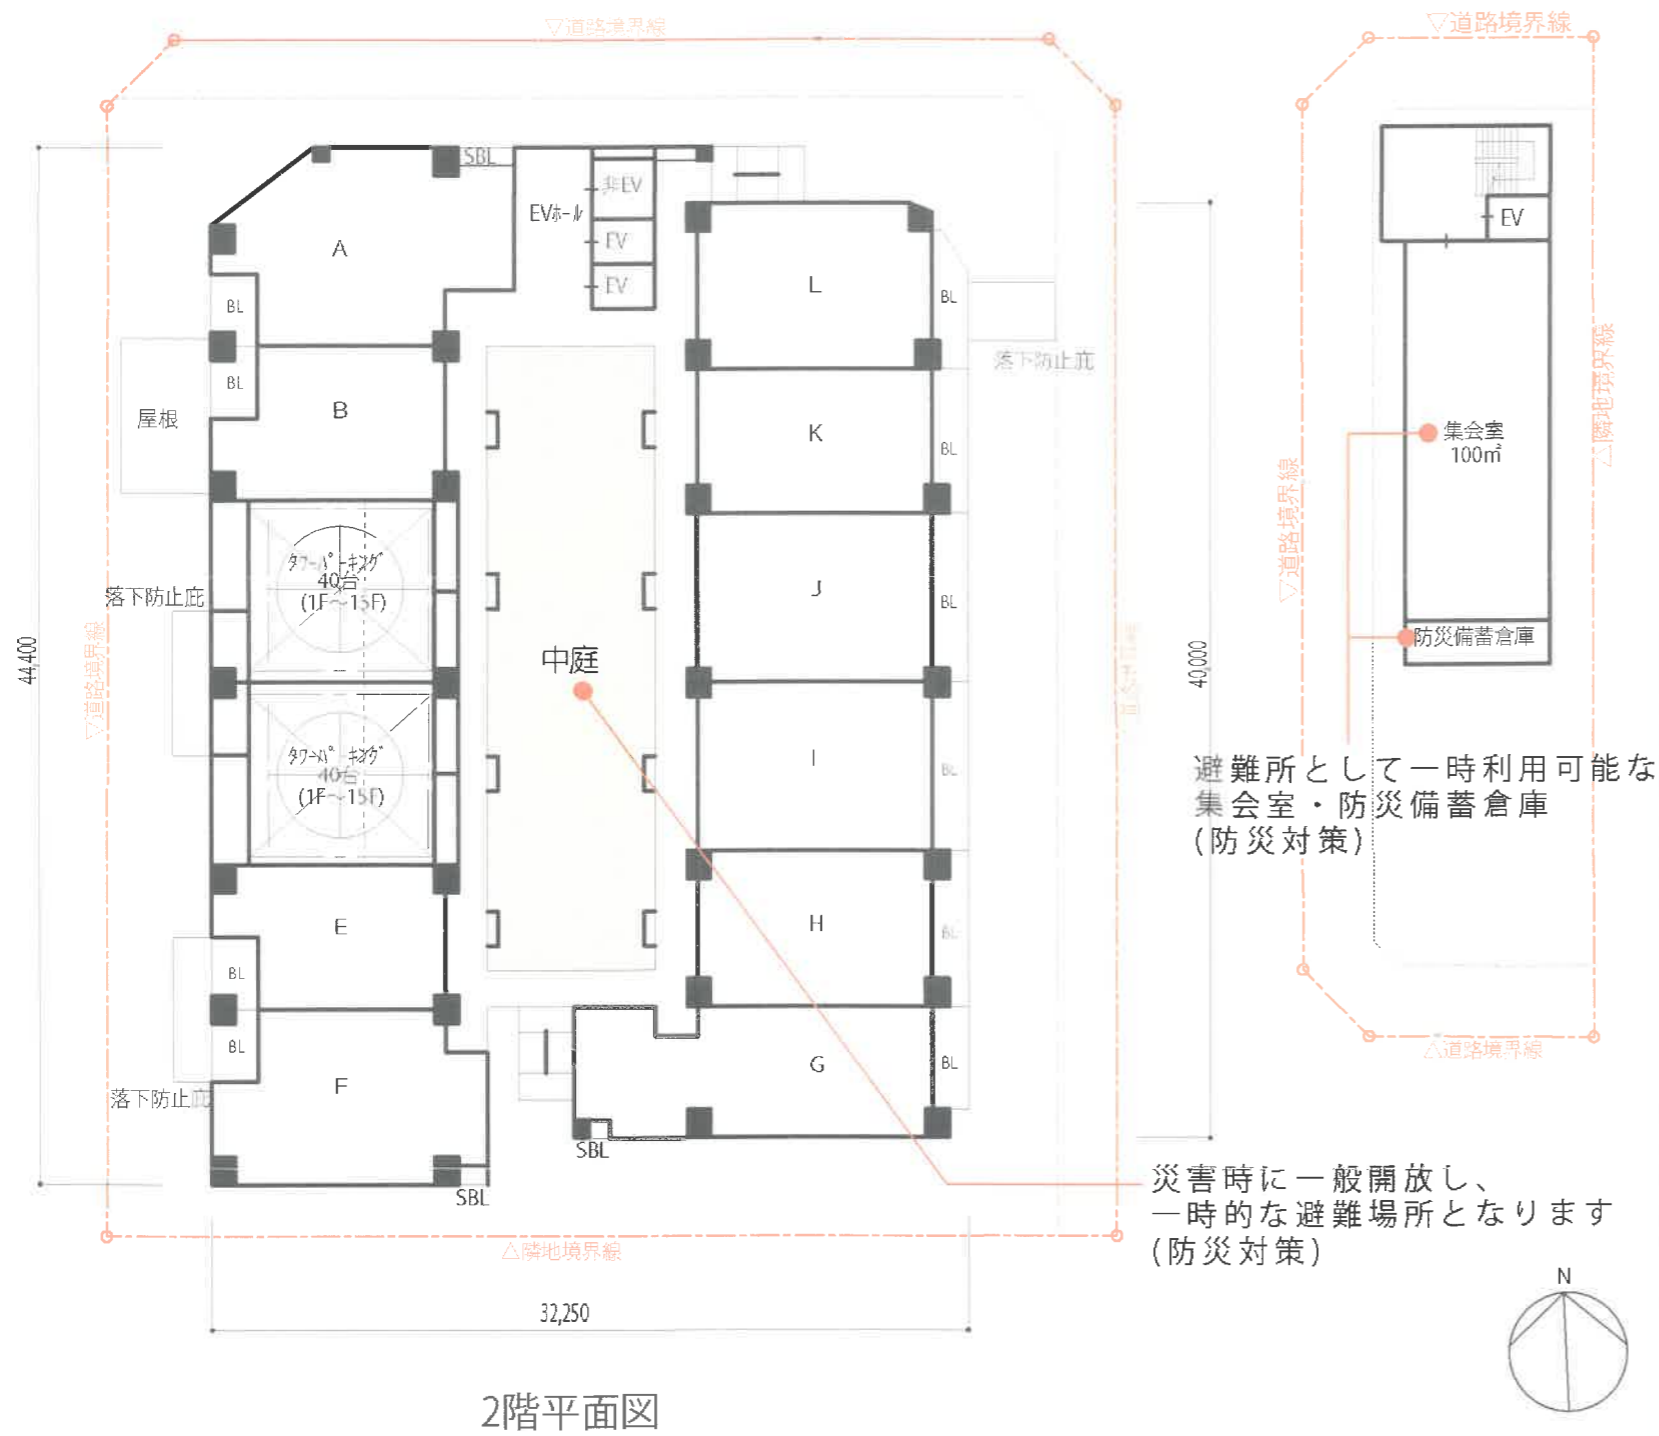 ▽道路境界線
▽道路境界線
SBL
非EV
EVホール
EV
EV
A
L
BL
BL
BL
B
K
BL
屋根
落下防止庇
EV
△隣地境界線
集会室
100㎡
▽道路境界線
防災備蓄倉庫
タワーパーキング
40台
(1F～15F)
落下防止庇
J
BL
44,400
▽道路境界線
中庭
40,000
タワーパーキング
40台
(1F～15F)
I
BL
避難所として一時利用可能な
集会室・防災備蓄倉庫
(防災対策)
E
H
BL
BL
BL
F
G
BL
落下防止庇
△道路境界線
SBL
SBL
災害時に一般開放し、
一時的な避難場所となります
(防災対策)
△隣地境界線
N
32,250
2階平面図